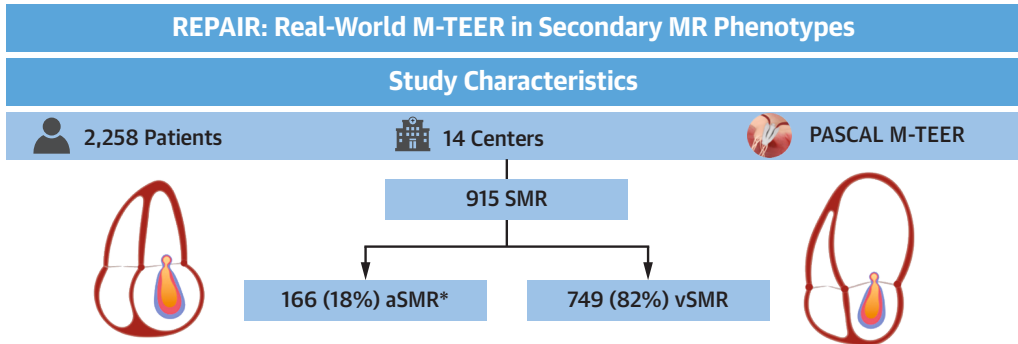 REPAIR: Real-World M-TEER in Secondary MR Phenotypes
Study Characteristics
2,258 Patients
14 Centers
PASCAL M-TEER
915 SMR
166 (18%) aSMR*
749 (82%) vSMR